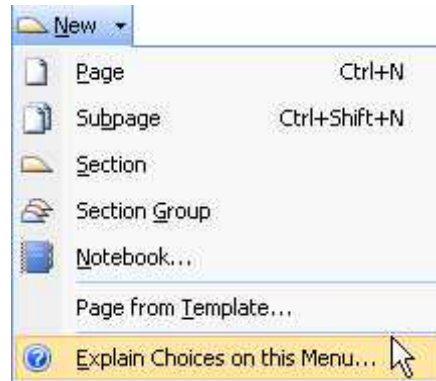 New
Page Ctrl+N
Subpage Ctrl+Shift+N
Section
Section Group
Notebook...
Page from Template...
Explain Choices on this Menu...